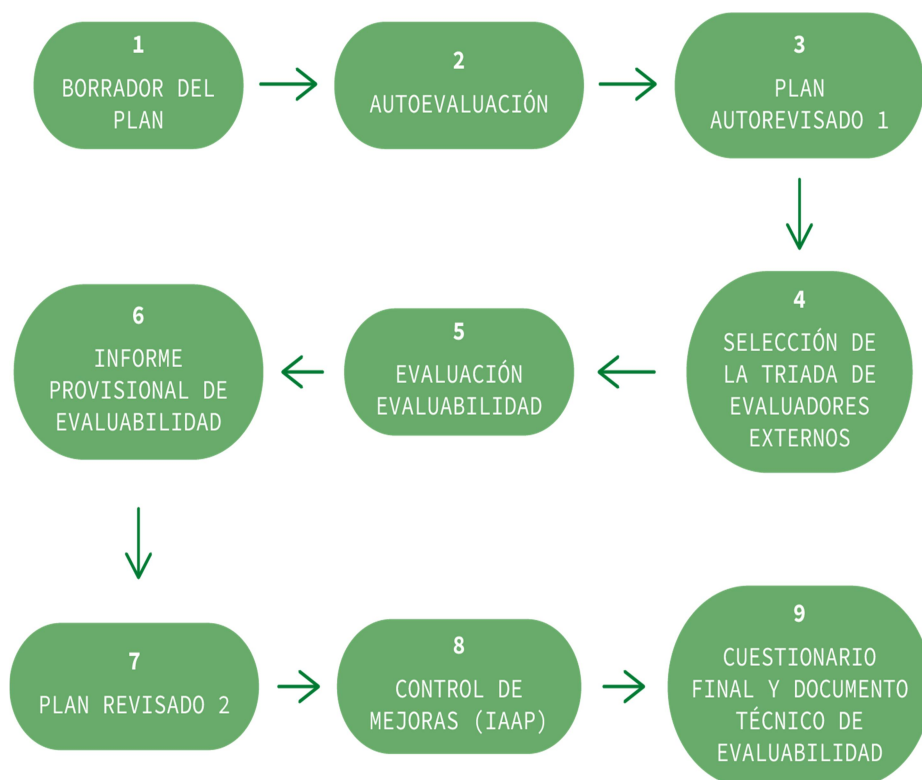 1
BORRADOR DEL
PLAN
2
AUTOEVALUACIÓN
3
PLAN
AUTOREVISADO 1
4
SELECCIÓN DE
LA TRIADA DE
EVALUADORES
EXTERNOS
5
EVALUACIÓN
EVALUABILIDAD
6
INFORME
PROVISIONAL DE
EVALUABILIDAD
7
PLAN REVISADO 2
8
CONTROL DE
MEJORAS (IAAP)
9
CUESTIONARIO
FINAL Y DOCUMENTO
TÉCNICO DE
EVALUABILIDAD